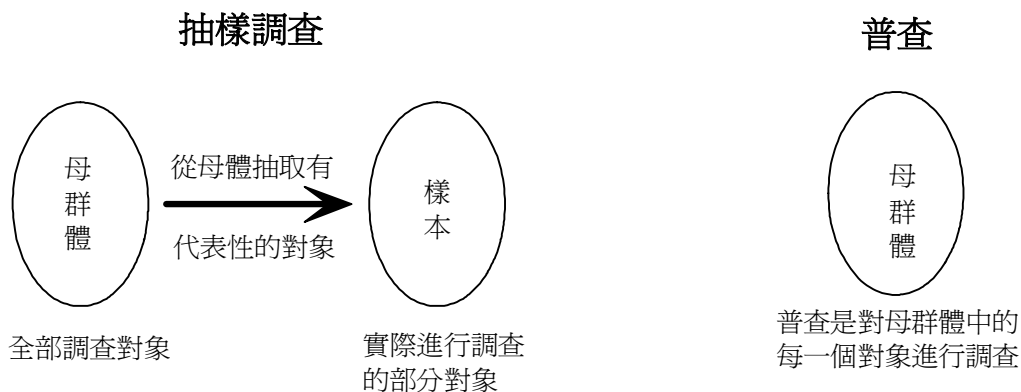 抽樣調查
母
群
體
從母體抽取有
代表性的對象
樣
本
全部調查對象
實際進行調查
的部分對象
普查
母
群
體
普查是對母群體中的
每一個對象進行調查